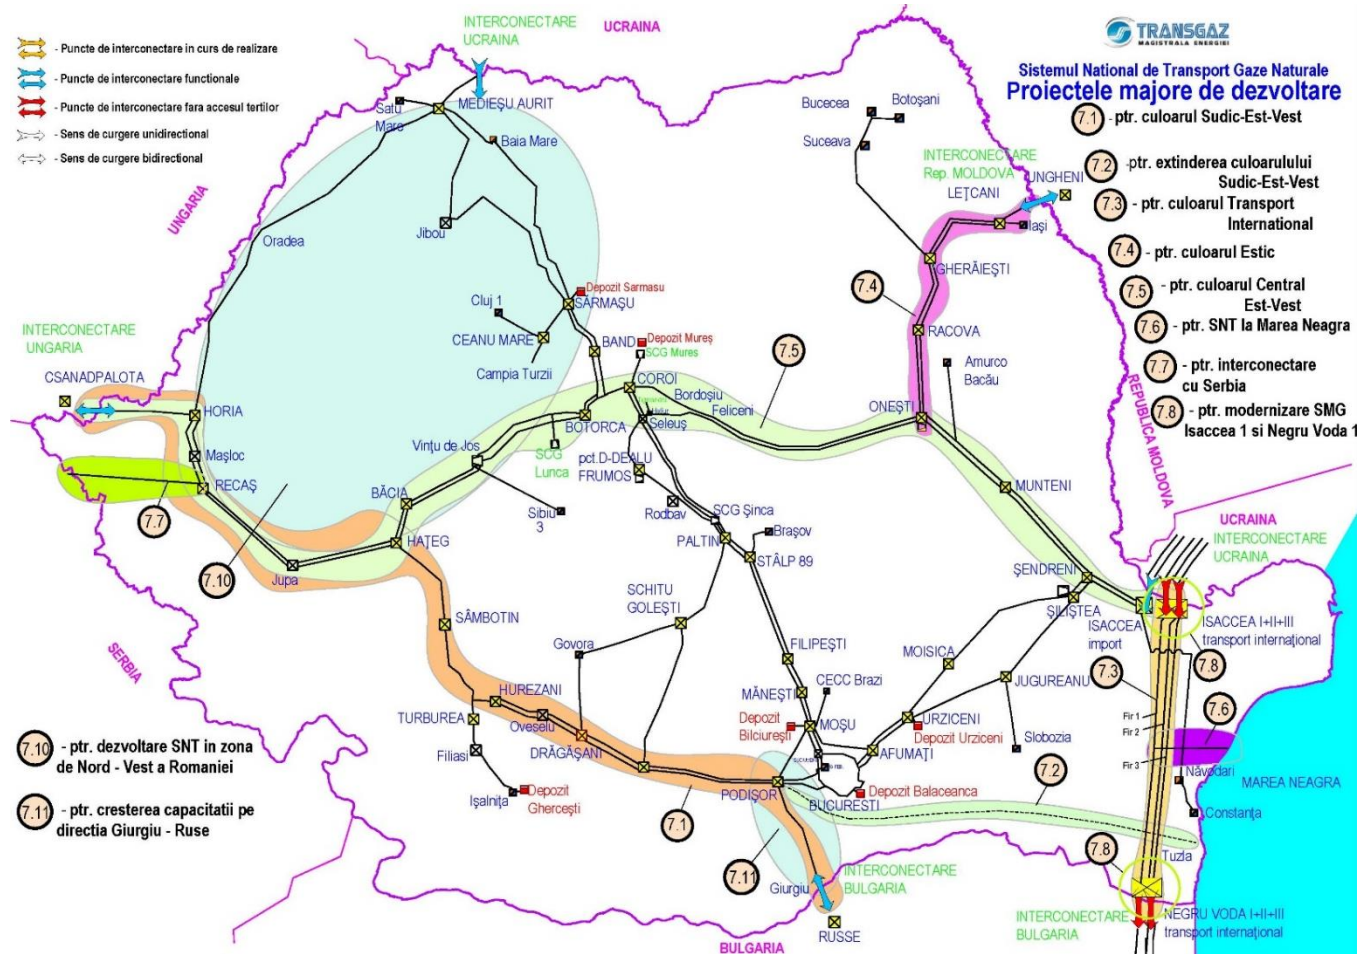 - Puncte de interconectare in curs de realizare
- Puncte de interconectare functionale
- Puncte de interconectare fara accesul tertilor
- Sens de curgere unidirectional
- Sens de curgere bidirectional
INTERCONECTARE
UCRAINA
UCRAINA
TRANSGAZ
MAGISTRALA ENERGIEI
Sistemul National de Transport Gaze Naturale
Proiectele majore de dezvoltare
7.1 - ptr. culoarul Sudic-Est-Vest
7.2 -ptr. extinderea culoarulului
Sudic-Est-Vest
7.3 - ptr. culoarul Transport
International
7.4 - ptr. culoarul Estic
7.5 - ptr. culoarul Central
Est-Vest
7.6 - ptr. SNT la Marea Neagra
7.7 - ptr. interconectare
cu Serbia
7.8 - ptr. modernizare SMG
Isaccea 1 si Negru Voda 1
Satu
Mare
MEDIEŞU AURIT
Baia Mare
Bucecea
Botoşani
Suceava
INTERCONECTARE
Rep. MOLDOVA
UNGHENI
LEŢCANI
Iaşi
UNGARIA
Oradea
Jibou
GHERĂIEŞTI
7.4
Depozit Sarmasu
SĂRMAŞU
Cluj 1
CEANU MARE
Campia Turzii
BAND
Depozit Mureş
SCG Mures
7.5
RACOVA
Amurco
Bacău
REPUBLICA MOLDOVA
INTERCONECTARE
UNGARIA
CSANADPALOTA
HORIA
COROI
Bordoşiu
Feliceni
ONEŞTI
BOTORCA
Seleuş
Maşloc
Vinţu de Jos
SCG
Lunca
pct.D-DEALU
FRUMOS
RECAŞ
BĂCIA
MUNTENI
7.7
Sibiu
3
Rodbav
SCG Şinca
UCRAINA
INTERCONECTARE
UCRAINA
HAŢEG
PALTIN
Braşov
STÂLP 89
7.10
Jupa
ŞENDRENI
SCHITU
GOLEŞTI
ŞILIŞTEA
ISACCEA
import
ISACCEA I+II+III
transport internaţional
SÂMBOTIN
SERBIA
Govora
FILIPEŞTI
MOISICA
7.8
7.3
JUGUREANU
CECC Brazi
HUREZANI
MĂNEŞTI
7.6
Oveselu
TURBUREA
Depozit
Bilciureşti
MOŞU
URZICENI
Depozit Urziceni
Fir 1
Fir 2
Fir 3
7.10 - ptr. dezvoltare SNT in zona
de Nord - Vest a Romaniei
DRĂGĂŞANI
Filiasi
AFUMAŢI
Slobozia
7.2
Năvodari
MAREA NEAGRA
Işalniţa
Depozit
Gherceşti
PODIŞOR
BUCURESTI
Depozit Balaceanca
Constanţa
7.11 - ptr. cresterea capacitatii pe
directia Giurgiu - Ruse
7.1
7.8
Tuzla
7.11
Giurgiu
INTERCONECTARE
BULGARIA
RUSSE
BULGARIA
INTERCONECTARE
BULGARIA
NEGRU VODA I+II+III
transport internaţional